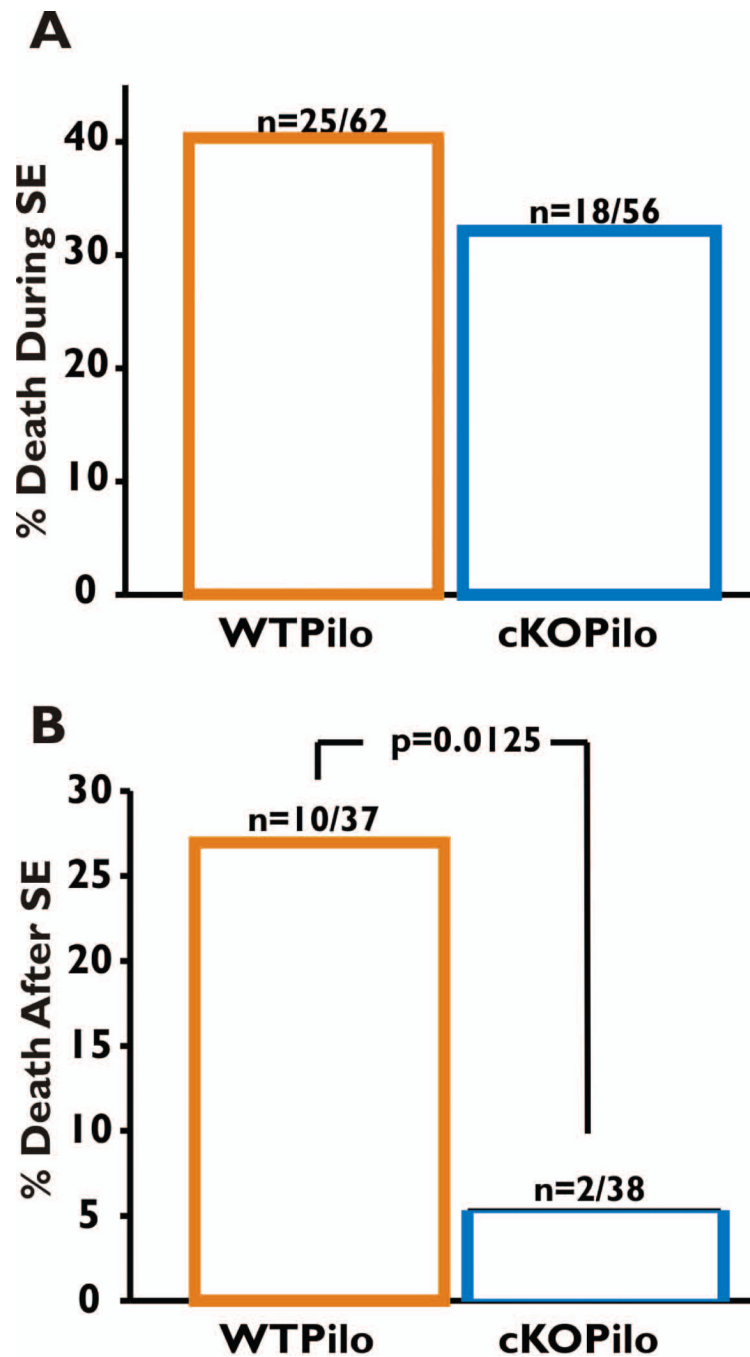 A
% Death During SE
40
30
20
10
0
n=25/62
n=18/56
WTPilo
cKOPilo
B
p=0.0125
% Death After SE
30
25
20
15
10
5
0
n=10/37
n=2/38
WTPilo
cKOPilo